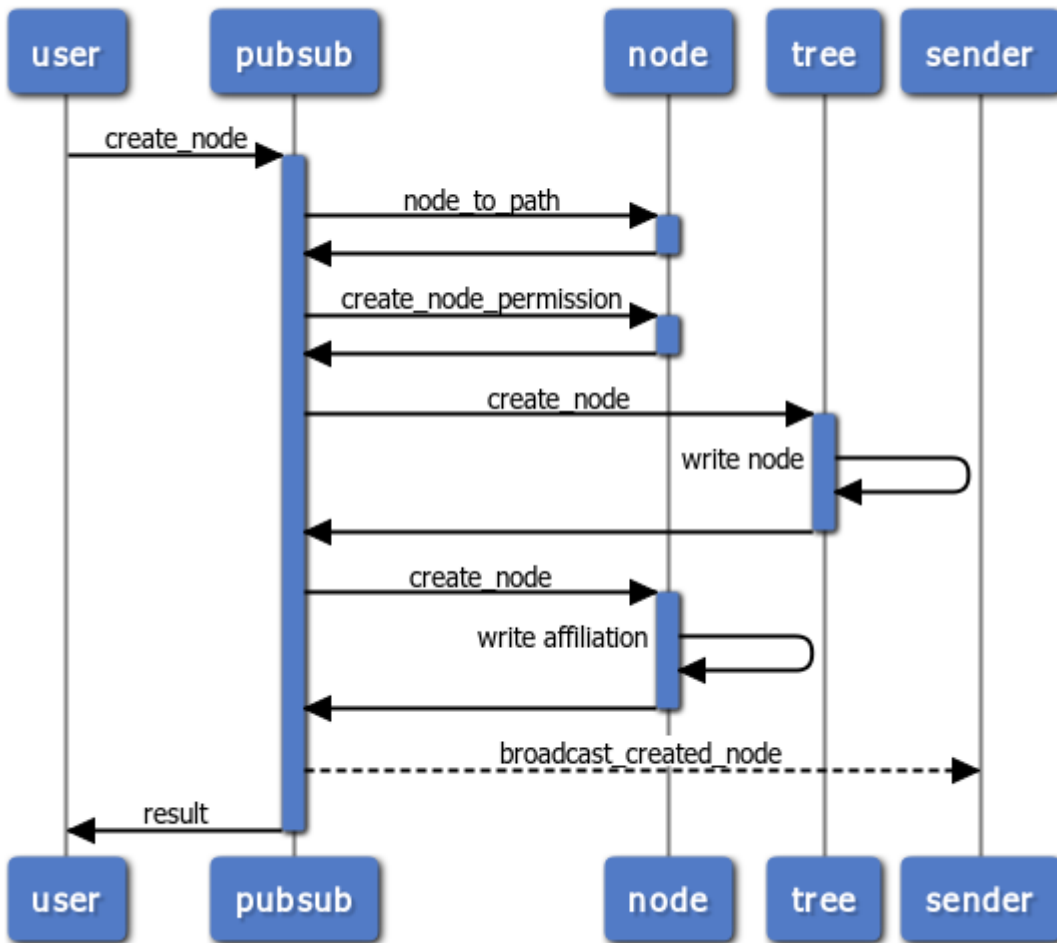 user pubsub node tree sender
create_node
node_to_path
create_node_permission
create_node
write node
create_node
write affiliation
broadcast_created_node
result
user pubsub node tree sender